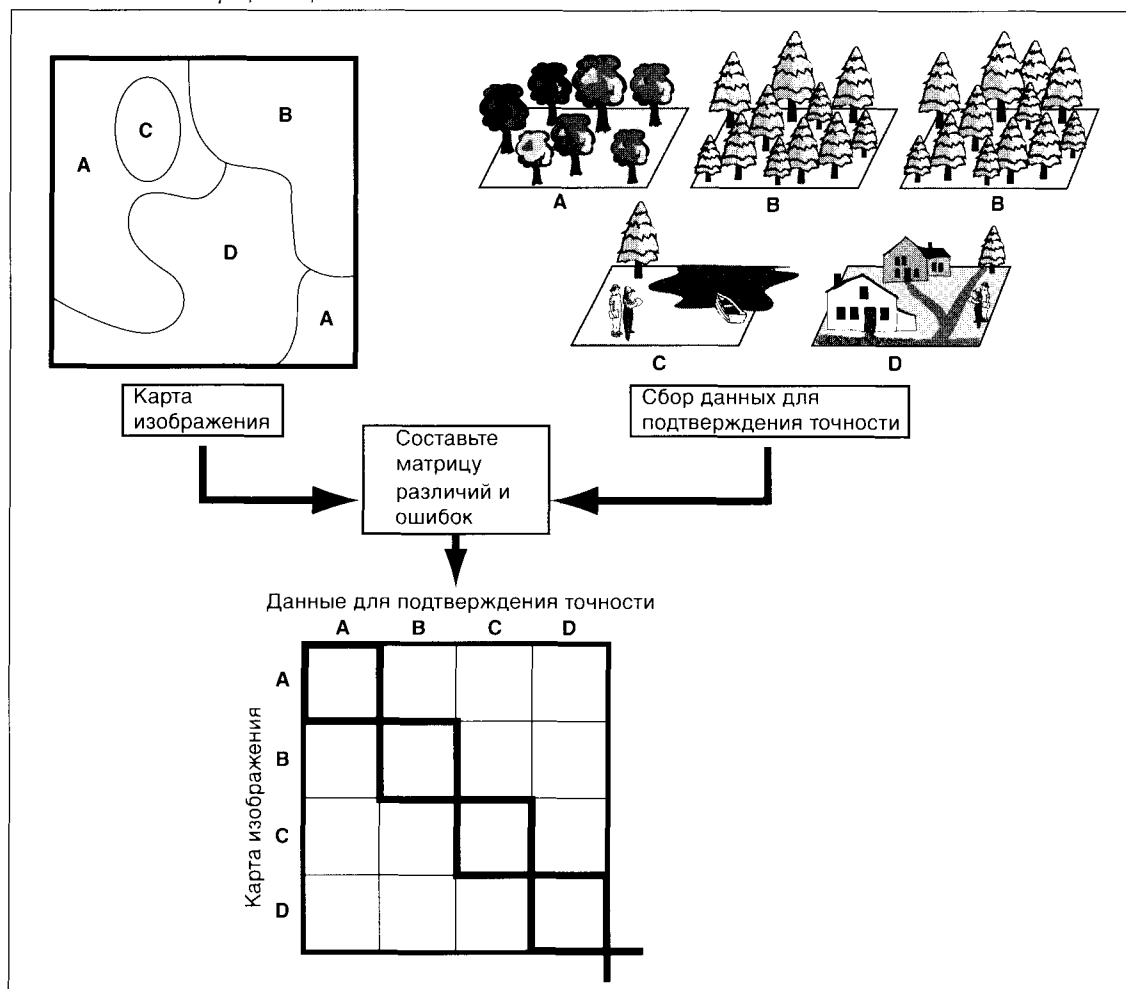 C
B
A
D
A
A
B
B
C
D
Карта
изображения
Сбор данных для
подтверждения точности
Составьте
матрицу
различий и
ошибок
Данные для подтверждения точности
A B C D
Карта изображения
A
B
C
D